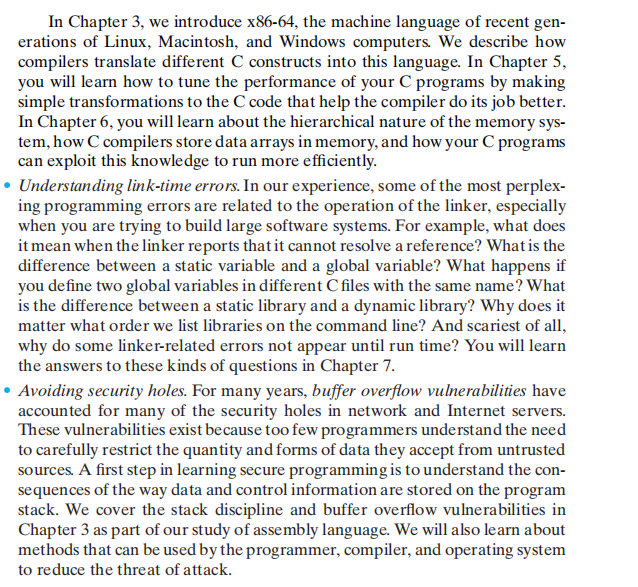 In Chapter 3, we introduce x86-64, the machine language of recent gen-
erations of Linux, Macintosh, and Windows computers. We describe how
compilers translate different C constructs into this language. In Chapter 5,
you will learn how to tune the performance of your C programs by making
simple transformations to the C code that help the compiler do its job better.
In Chapter 6, you will learn about the hierarchical nature of the memory sys-
tem, how C compilers store data arrays in memory, and how your C programs
can exploit this knowledge to run more efficiently.
• Understanding link-time errors. In our experience, some of the most perplex-
ing programming errors are related to the operation of the linker, especially
when you are trying to build large software systems. For example, what does
it mean when the linker reports that it cannot resolve a reference? What is the
difference between a static variable and a global variable? What happens if
you define two global variables in different C files with the same name? What
is the difference between a static library and a dynamic library? Why does it
matter what order we list libraries on the command line? And scariest of all,
why do some linker-related errors not appear until run time? You will learn
the answers to these kinds of questions in Chapter 7.
• Avoiding security holes. For many years, buffer overflow vulnerabilities have
accounted for many of the security holes in network and Internet servers.
These vulnerabilities exist because too few programmers understand the need
to carefully restrict the quantity and forms of data they accept from untrusted
sources. A first step in learning secure programming is to understand the con-
sequences of the way data and control information are stored on the program
stack. We cover the stack discipline and buffer overflow vulnerabilities in
Chapter 3 as part of our study of assembly language. We will also learn about
methods that can be used by the programmer, compiler, and operating system
to reduce the threat of attack.